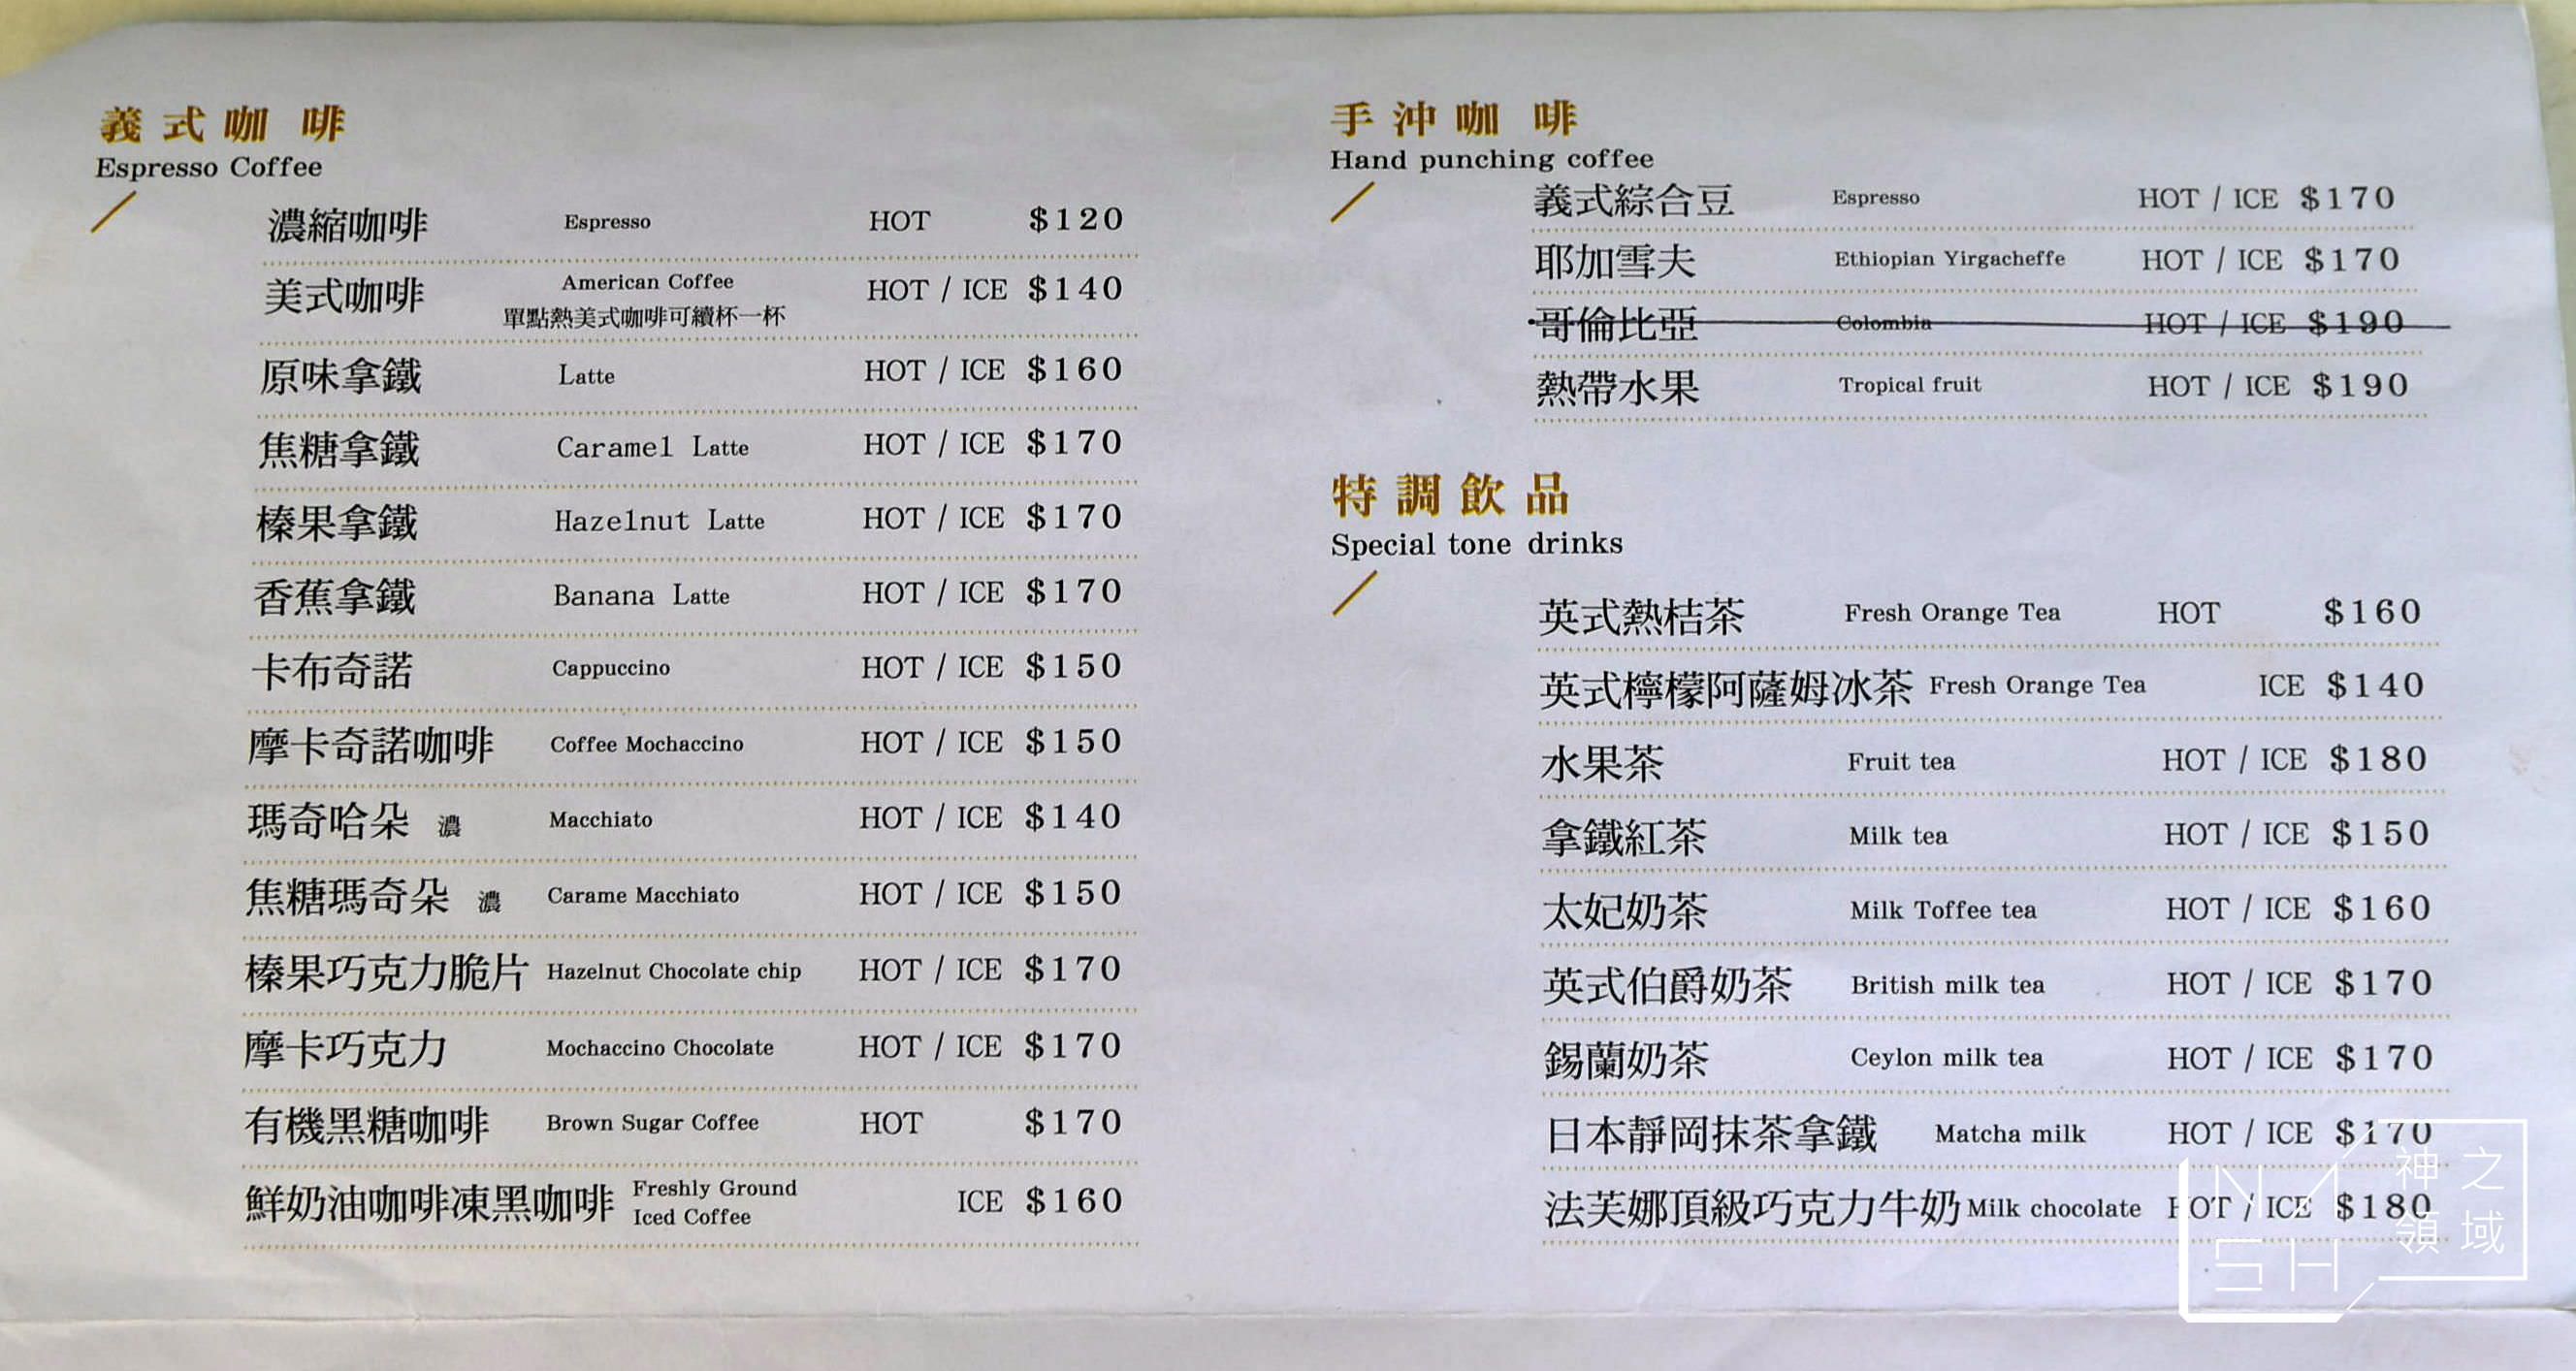 義式咖啡
Espresso Coffee
濃縮咖啡 Espresso HOT $120
美式咖啡 American Coffee HOT / ICE $140
單點熱美式咖啡可續杯一杯
原味拿鐵 Latte HOT / ICE $160
焦糖拿鐵 Caramel Latte HOT / ICE $170
榛果拿鐵 Hazelnut Latte HOT / ICE $170
香蕉拿鐵 Banana Latte HOT / ICE $170
卡布奇諾 Cappuccino HOT / ICE $150
摩卡奇諾咖啡 Coffee Mochaccino HOT / ICE $150
瑪奇哈朵 濃 Macchiato HOT / ICE $140
焦糖瑪奇朵 濃 Carame Macchiato HOT / ICE $150
榛果巧克力脆片 Hazelnut Chocolate chip HOT / ICE $170
摩卡巧克力 Mochaccino Chocolate HOT / ICE $170
有機黑糖咖啡 Brown Sugar Coffee HOT $170
鮮奶油咖啡凍黑咖啡 Freshly Ground Iced Coffee ICE $160
手沖咖啡
Hand punching coffee
義式綜合豆 Espresso HOT / ICE $170
耶加雪夫 Ethiopian Yirgacheffe HOT / ICE $170
哥倫比亞 Colombia HOT / ICE $190
熱帶水果 Tropical fruit HOT / ICE $190
特調飲品
Special tone drinks
英式熱桔茶 Fresh Orange Tea HOT $160
英式檸檬阿薩姆冰茶 Fresh Orange Tea ICE $140
水果茶 Fruit tea HOT / ICE $180
拿鐵紅茶 Milk tea HOT / ICE $150
太妃奶茶 Milk Toffee tea HOT / ICE $160
英式伯爵奶茶 British milk tea HOT / ICE $170
錫蘭奶茶 Ceylon milk tea HOT / ICE $170
日本靜岡抹茶拿鐵 Matcha milk HOT / ICE $170
法芙娜頂級巧克力牛奶 Milk chocolate HOT / ICE $180
神之
領域